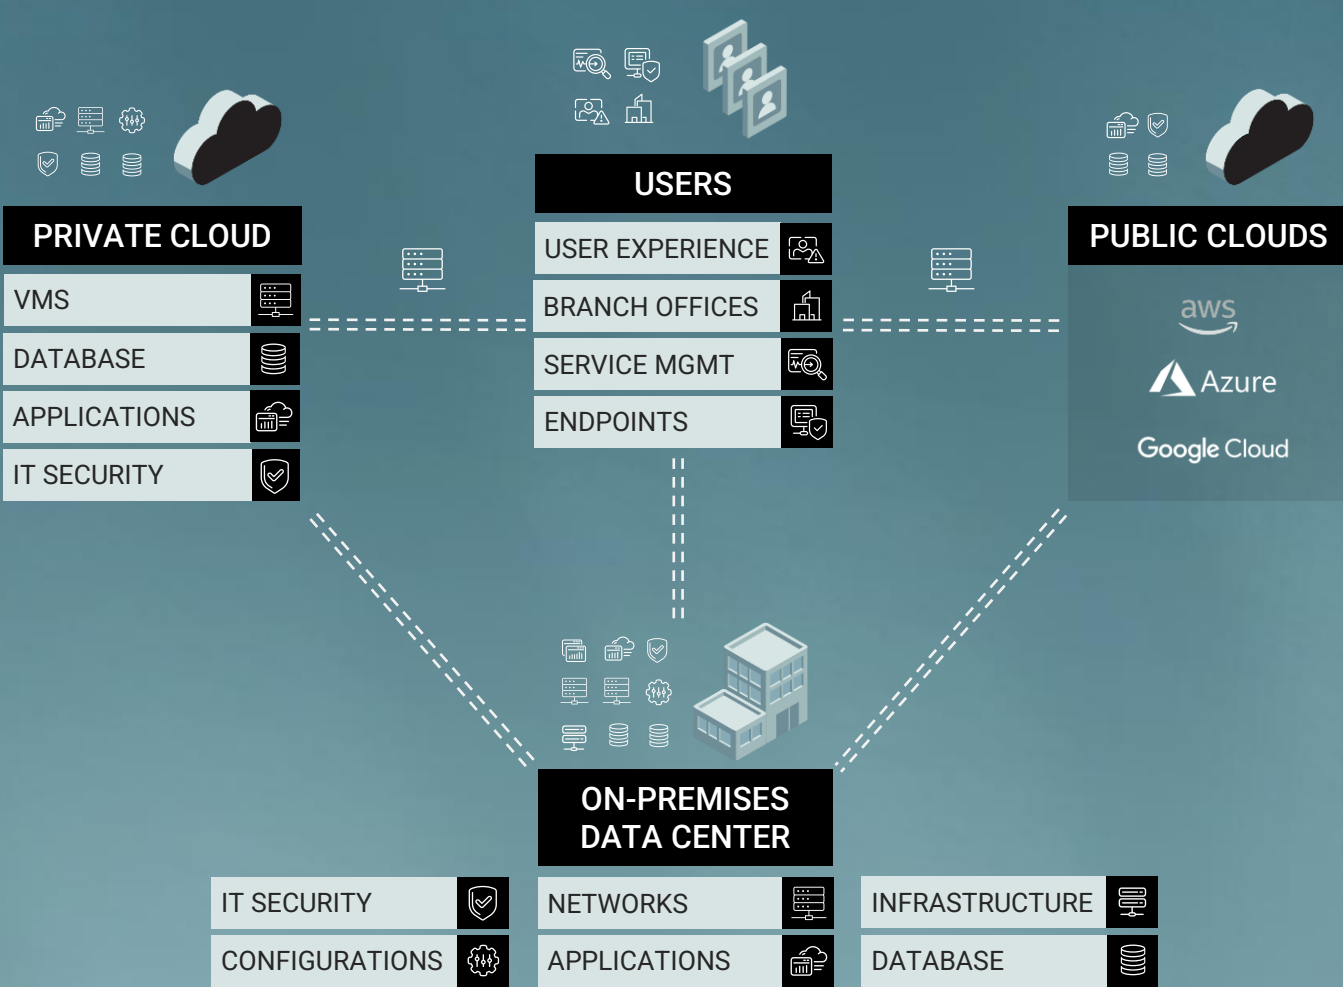 USERS
PRIVATE CLOUD
PUBLIC CLOUDS
USER EXPERIENCE
BRANCH OFFICES
SERVICE MGMT
ENDPOINTS
VMS
DATABASE
APPLICATIONS
IT SECURITY
aws
Azure
Google Cloud
ON-PREMISES
DATA CENTER
IT SECURITY
NETWORKS
INFRASTRUCTURE
CONFIGURATIONS
APPLICATIONS
DATABASE